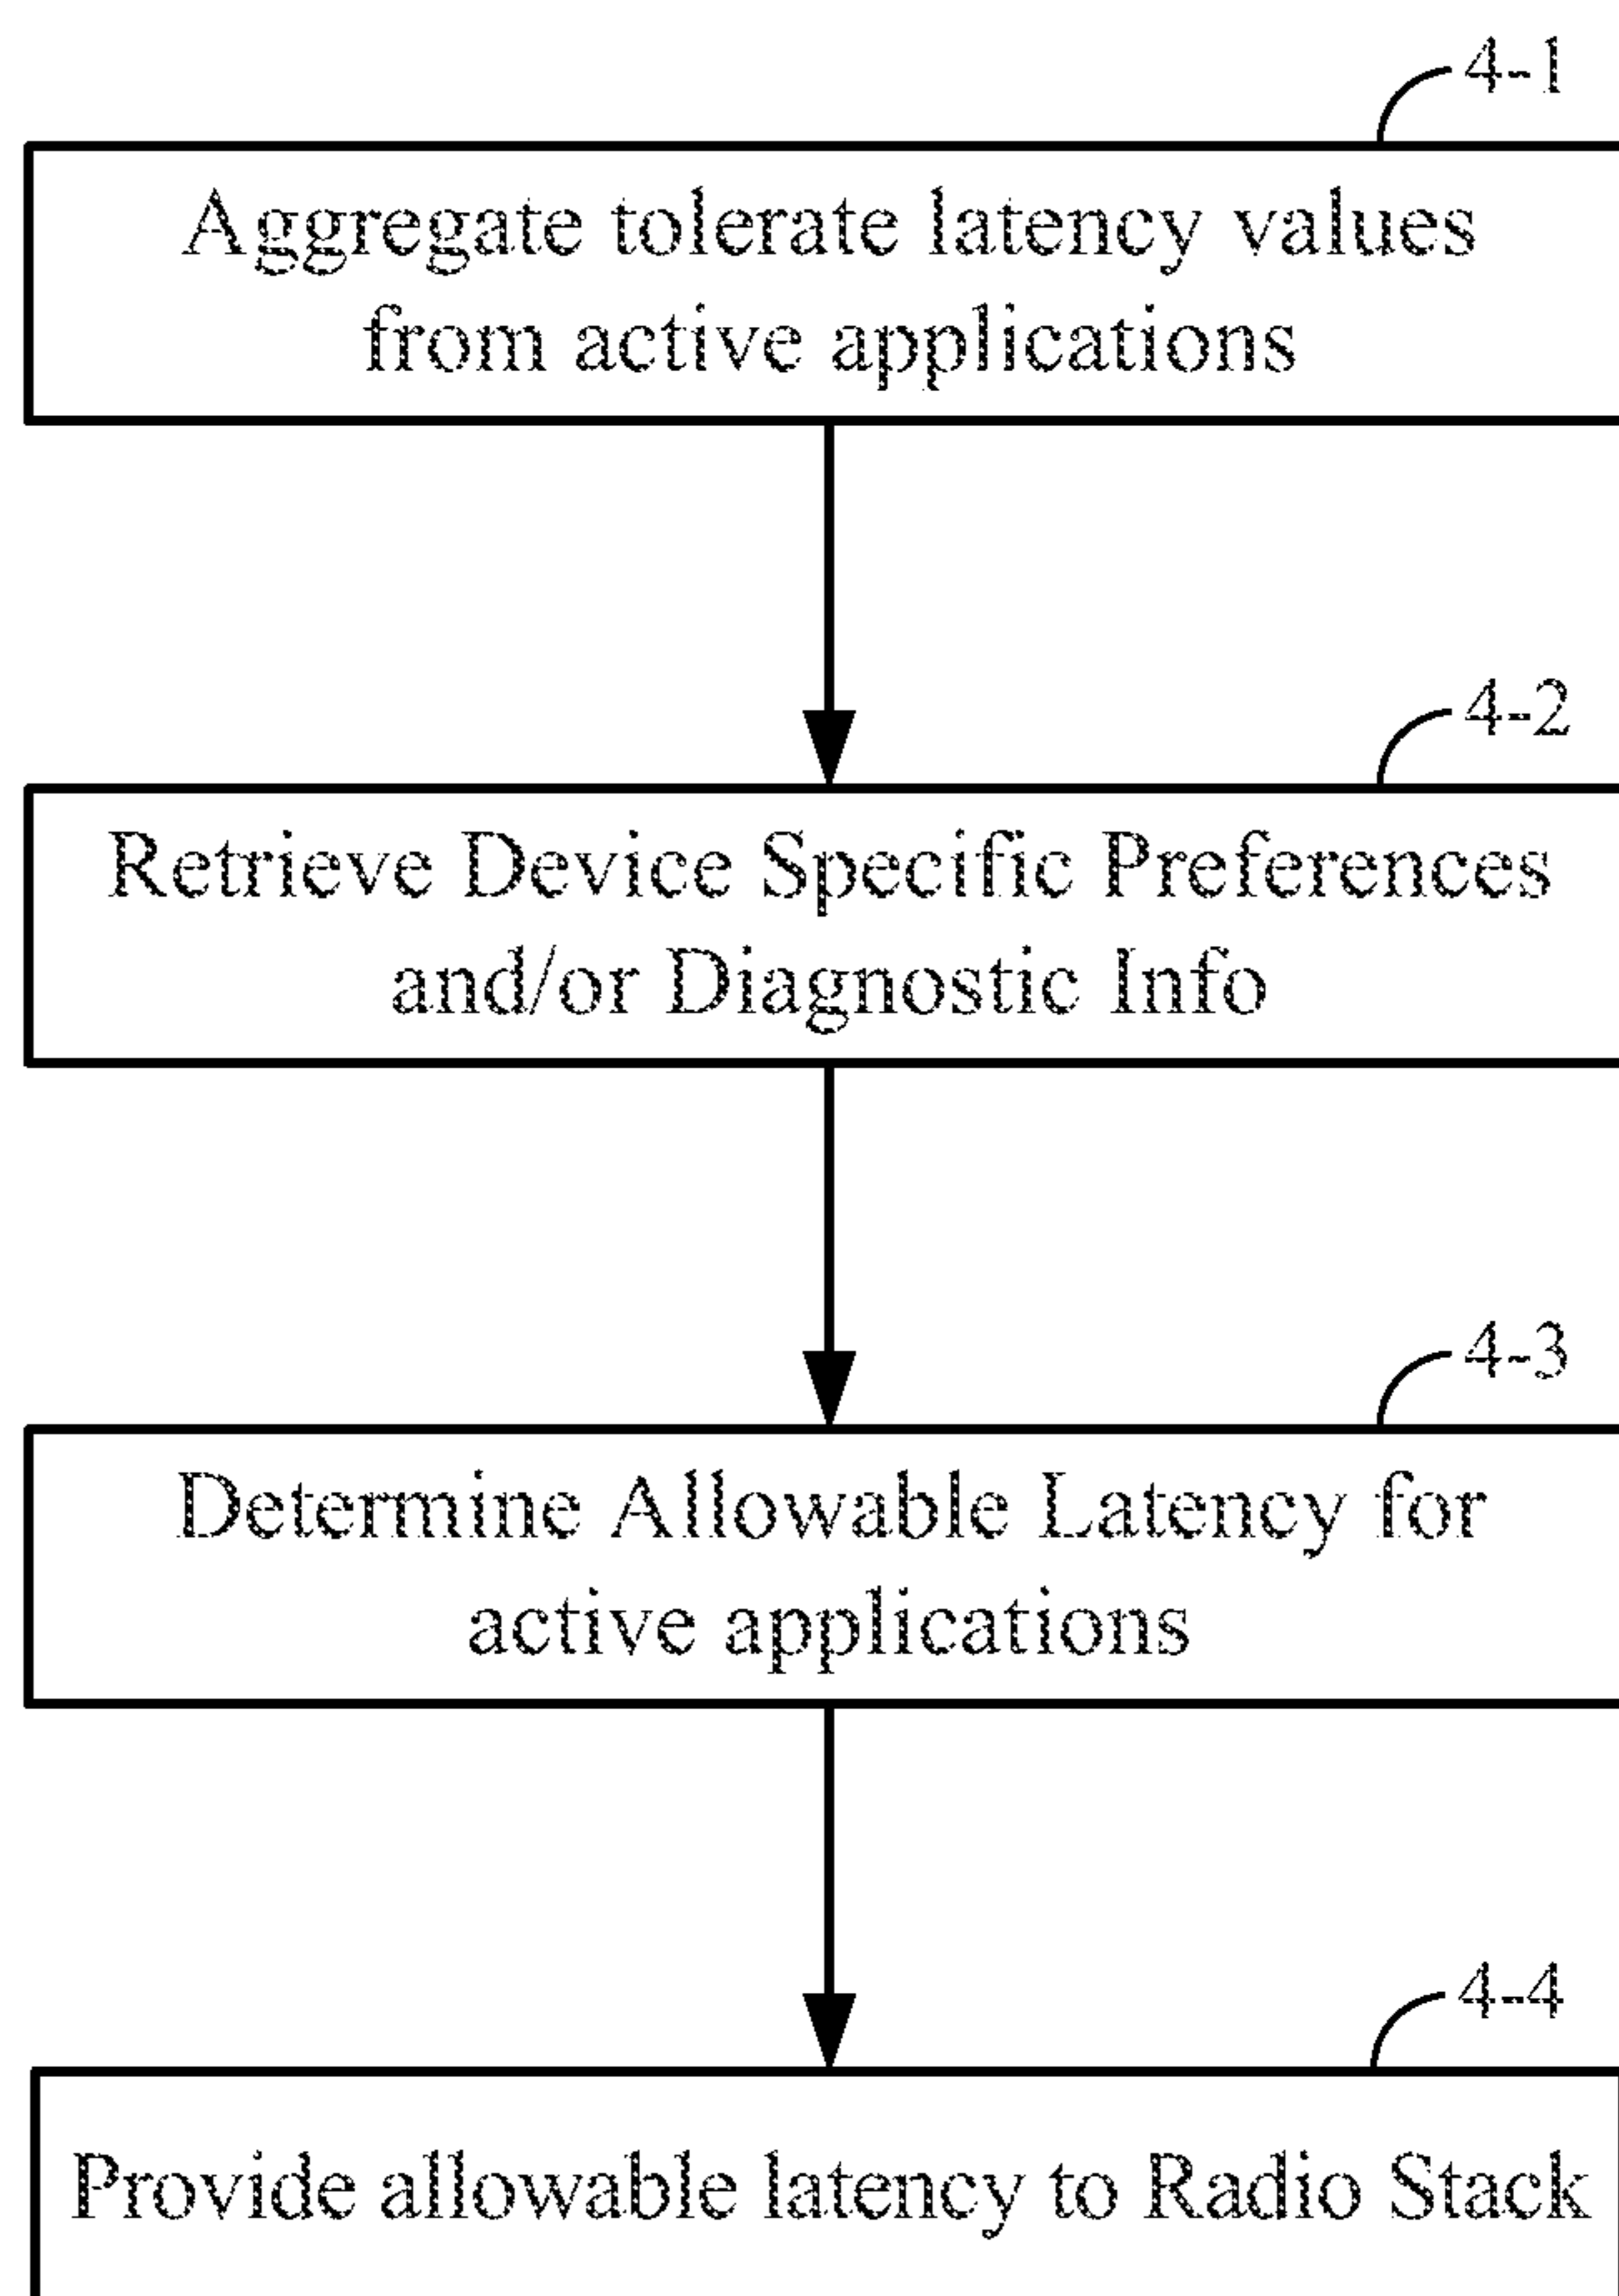 4-1
Aggregate tolerate latency values
from active applications
4-2
Retrieve Device Specific Preferences
and/or Diagnostic Info
4-3
Determine Allowable Latency for
active applications
4-4
Provide allowable latency to Radio Stack